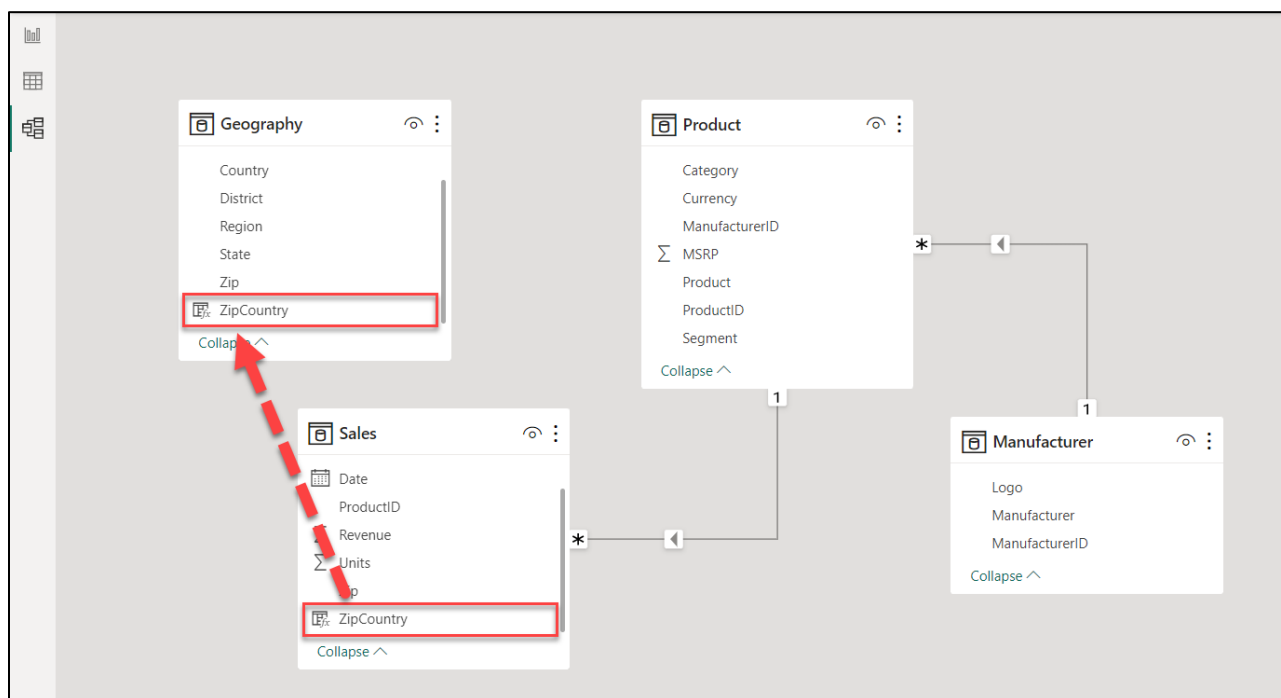 Geography
Country
District
Region
State
Zip
ZipCountry
Collapse
Product
Category
Currency
ManufacturerID
MSRP
Product
ProductID
Segment
Collapse
*
1
1
Sales
Date
ProductID
Revenue
Units
ZipCountry
Collapse
*
Manufacturer
Logo
Manufacturer
ManufacturerID
Collapse